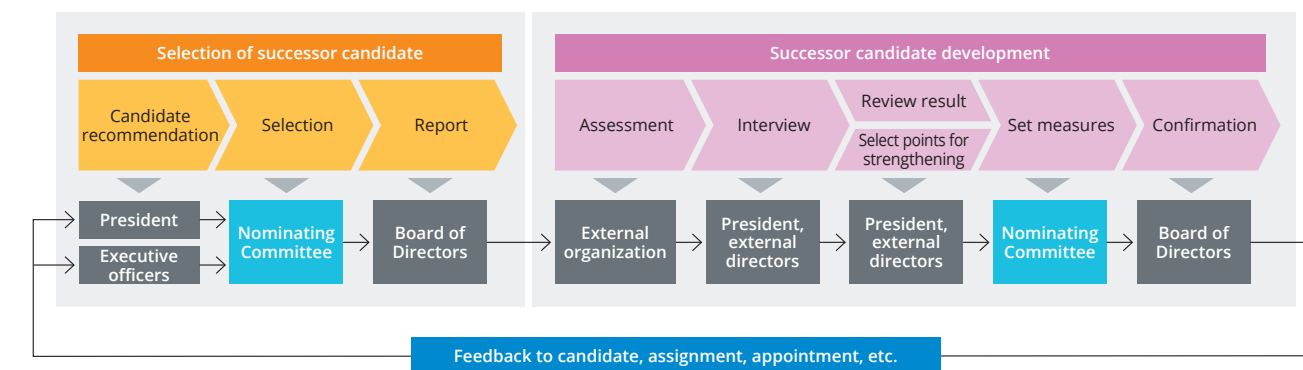 Selection of successor candidate
Candidate
recommendation
Selection
Report
President
Executive
officers
Nominating
Committee
Board of
Directors
Successor candidate development
Assessment
Interview
Review result
Select points for
strengthening
Set measures
Confirmation
External
organization
President,
external
directors
President,
external
directors
Nominating
Committee
Board of
Directors
Feedback to candidate, assignment, appointment, etc.